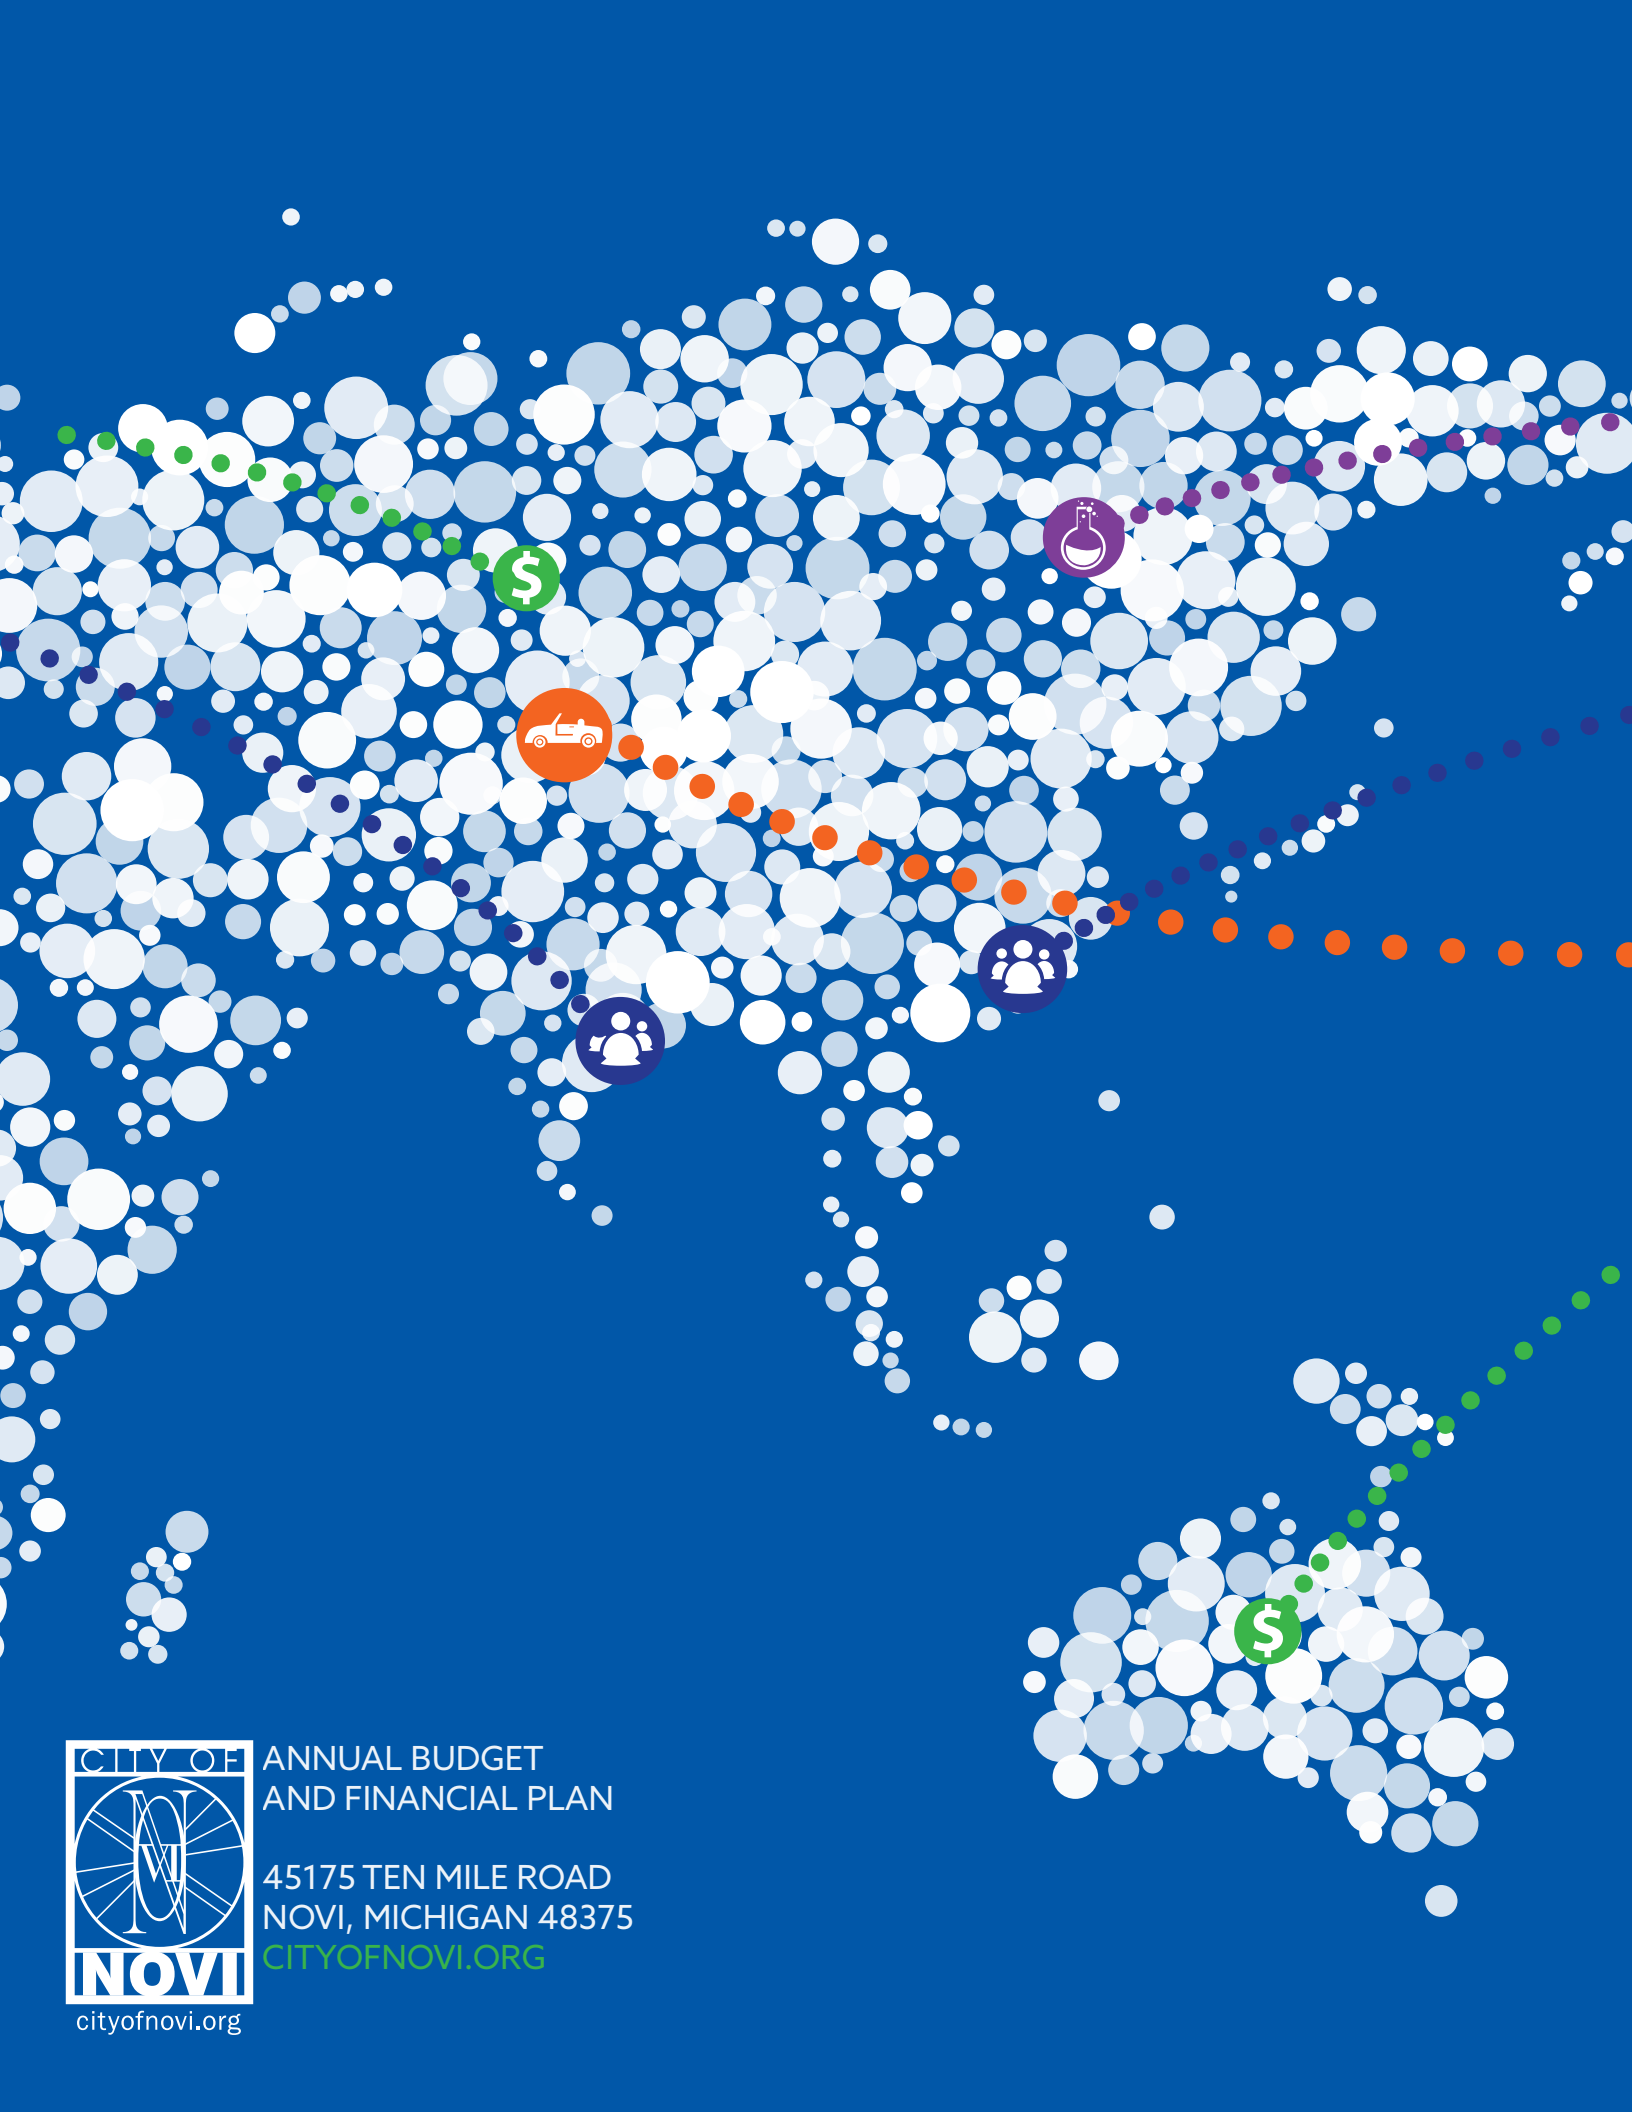 CITY OF
NOVI
cityofnovi.org
ANNUAL BUDGET
AND FINANCIAL PLAN
45175 TEN MILE ROAD
NOVI, MICHIGAN 48375
CITYOFNOVI.ORG
$
$